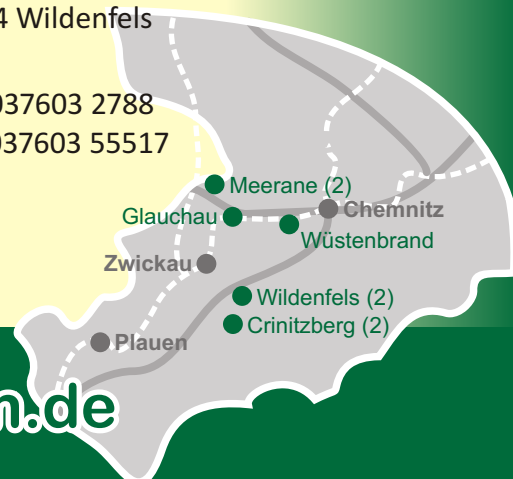 4 Wildenfels
037603 2788
037603 55517
Meerane (2)
Glauchau
Chemnitz
Wüstenbrand
Zwickau
Wildenfels (2)
Crinitzberg (2)
Plauen
n.de